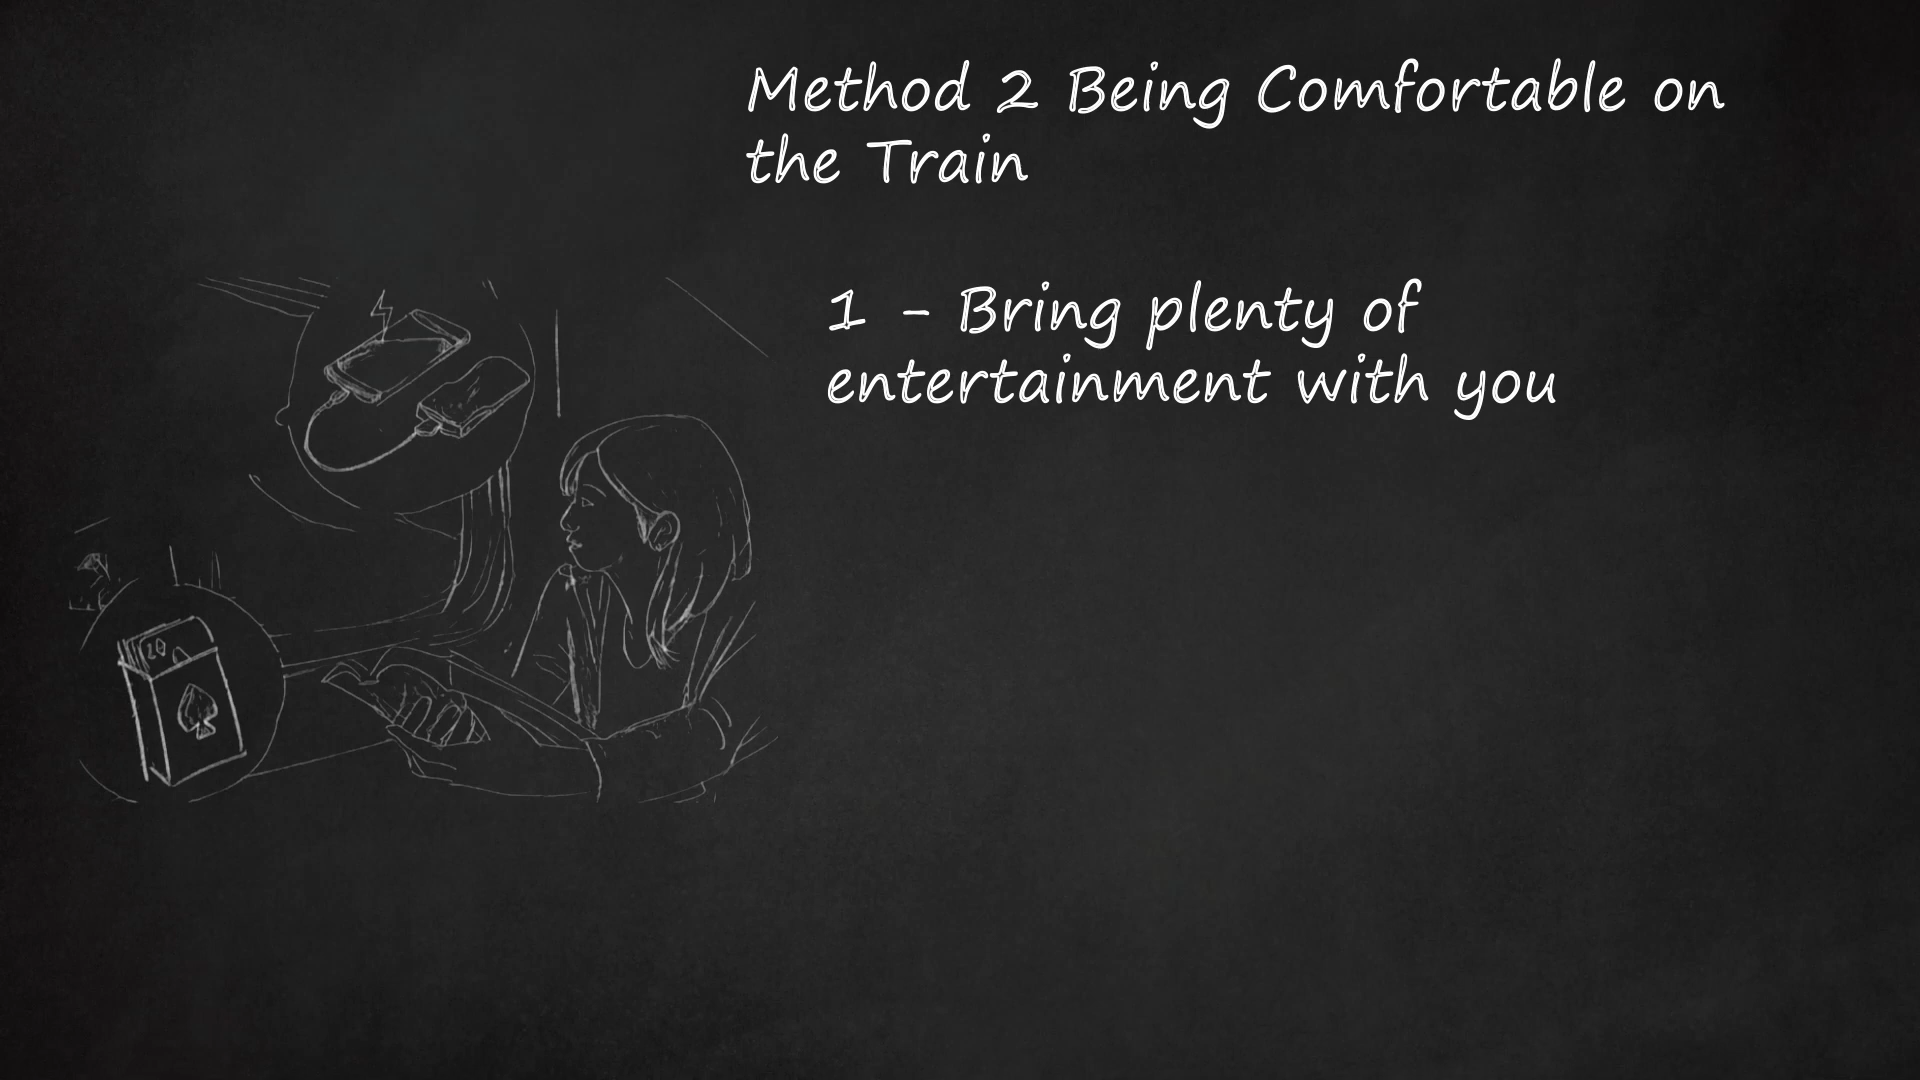 Method 2 Being Comfortable on
the Train
1 - Bring plenty of
entertainment with you